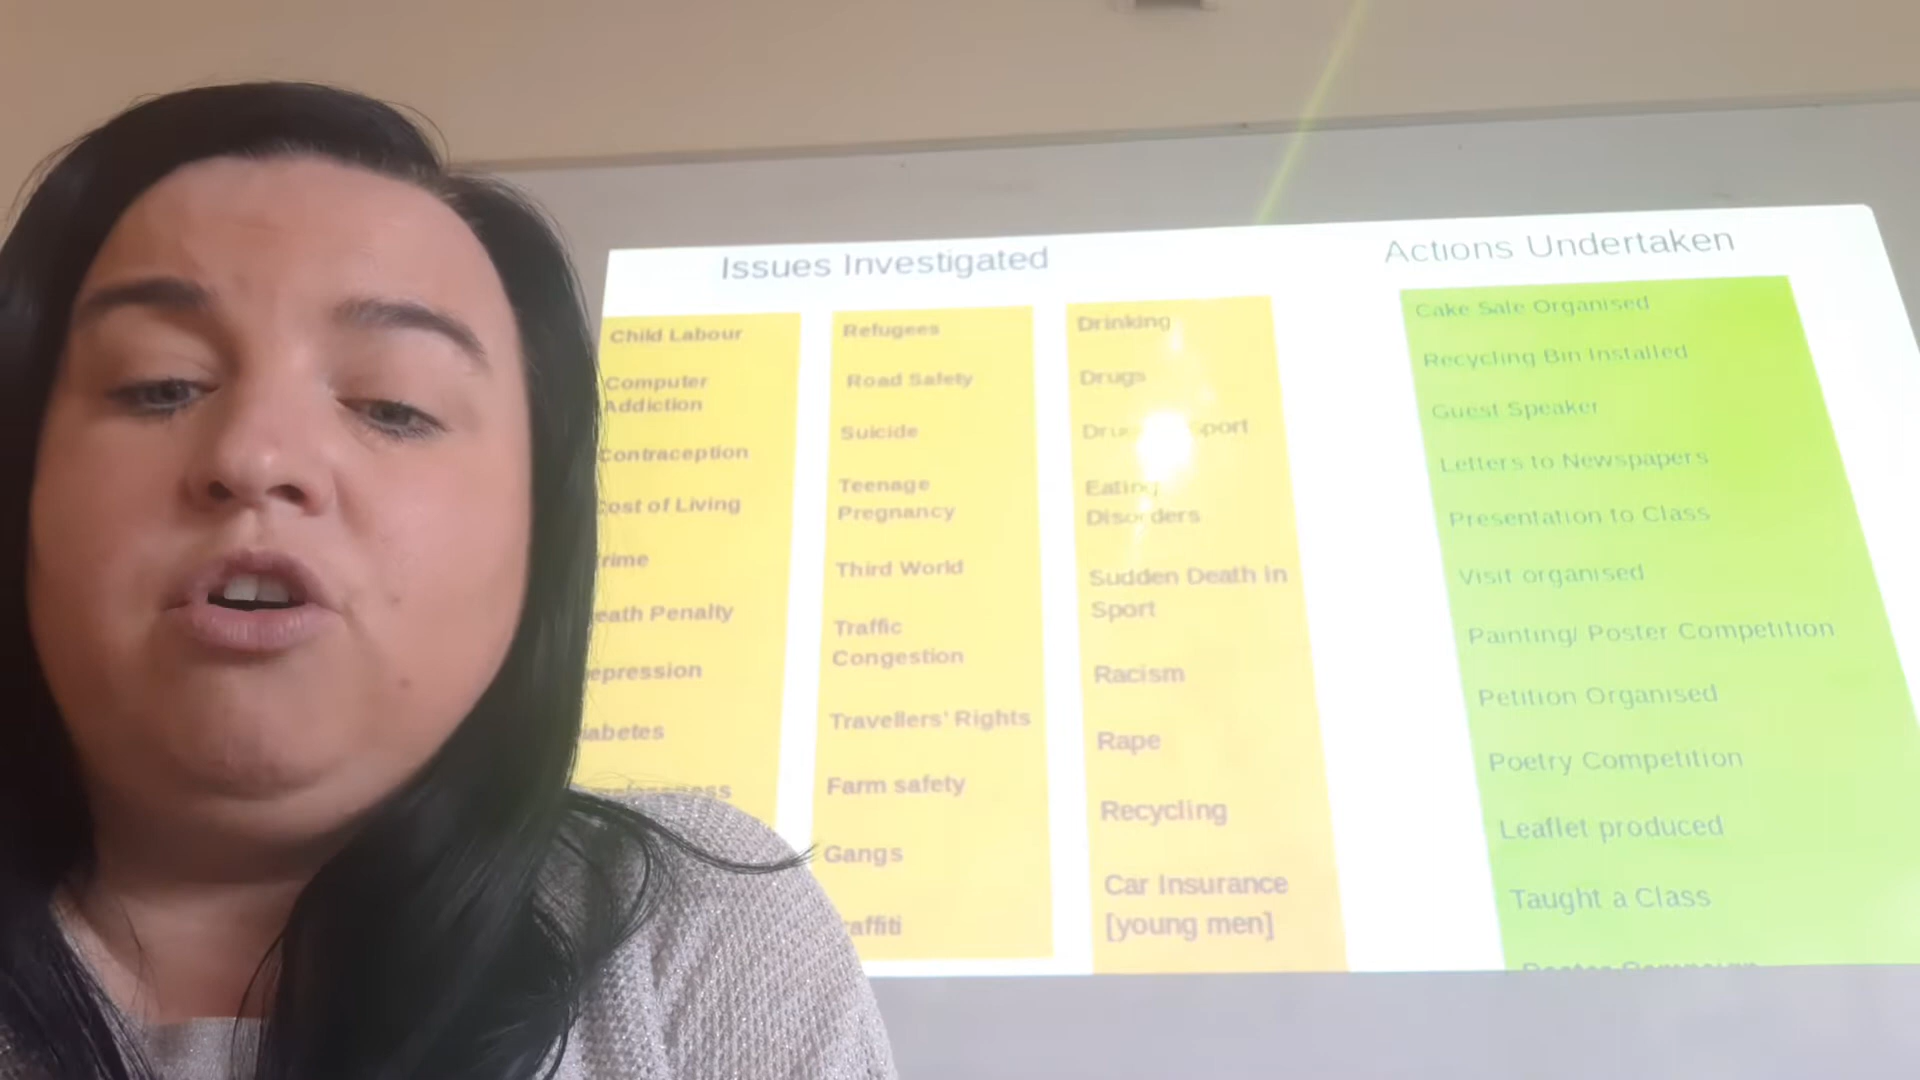 Issues Investigated
Child Labour
Computer
Addiction
Contraception
Cost of Living
rime
eath Penalty
epression
iabetes
Refugees
Road Safety
Suicide
Teenage
Pregnancy
Third World
Traffic
Congestion
Travellers' Rights
Farm safety
Gangs
raffiti
Drinking
Drugs
Eating
Disorders
Sudden Death in
Sport
Racism
Rape
Recycling
Car Insurance
[young men]
Actions Undertaken
Cake Sale Organised
Recycling Bin Installed
Guest Speaker
Letters to Newspapers
Presentation to Class
Visit organised
Painting/ Poster Competition
Petition Organised
Poetry Competition
Leaflet produced
Taught a Class